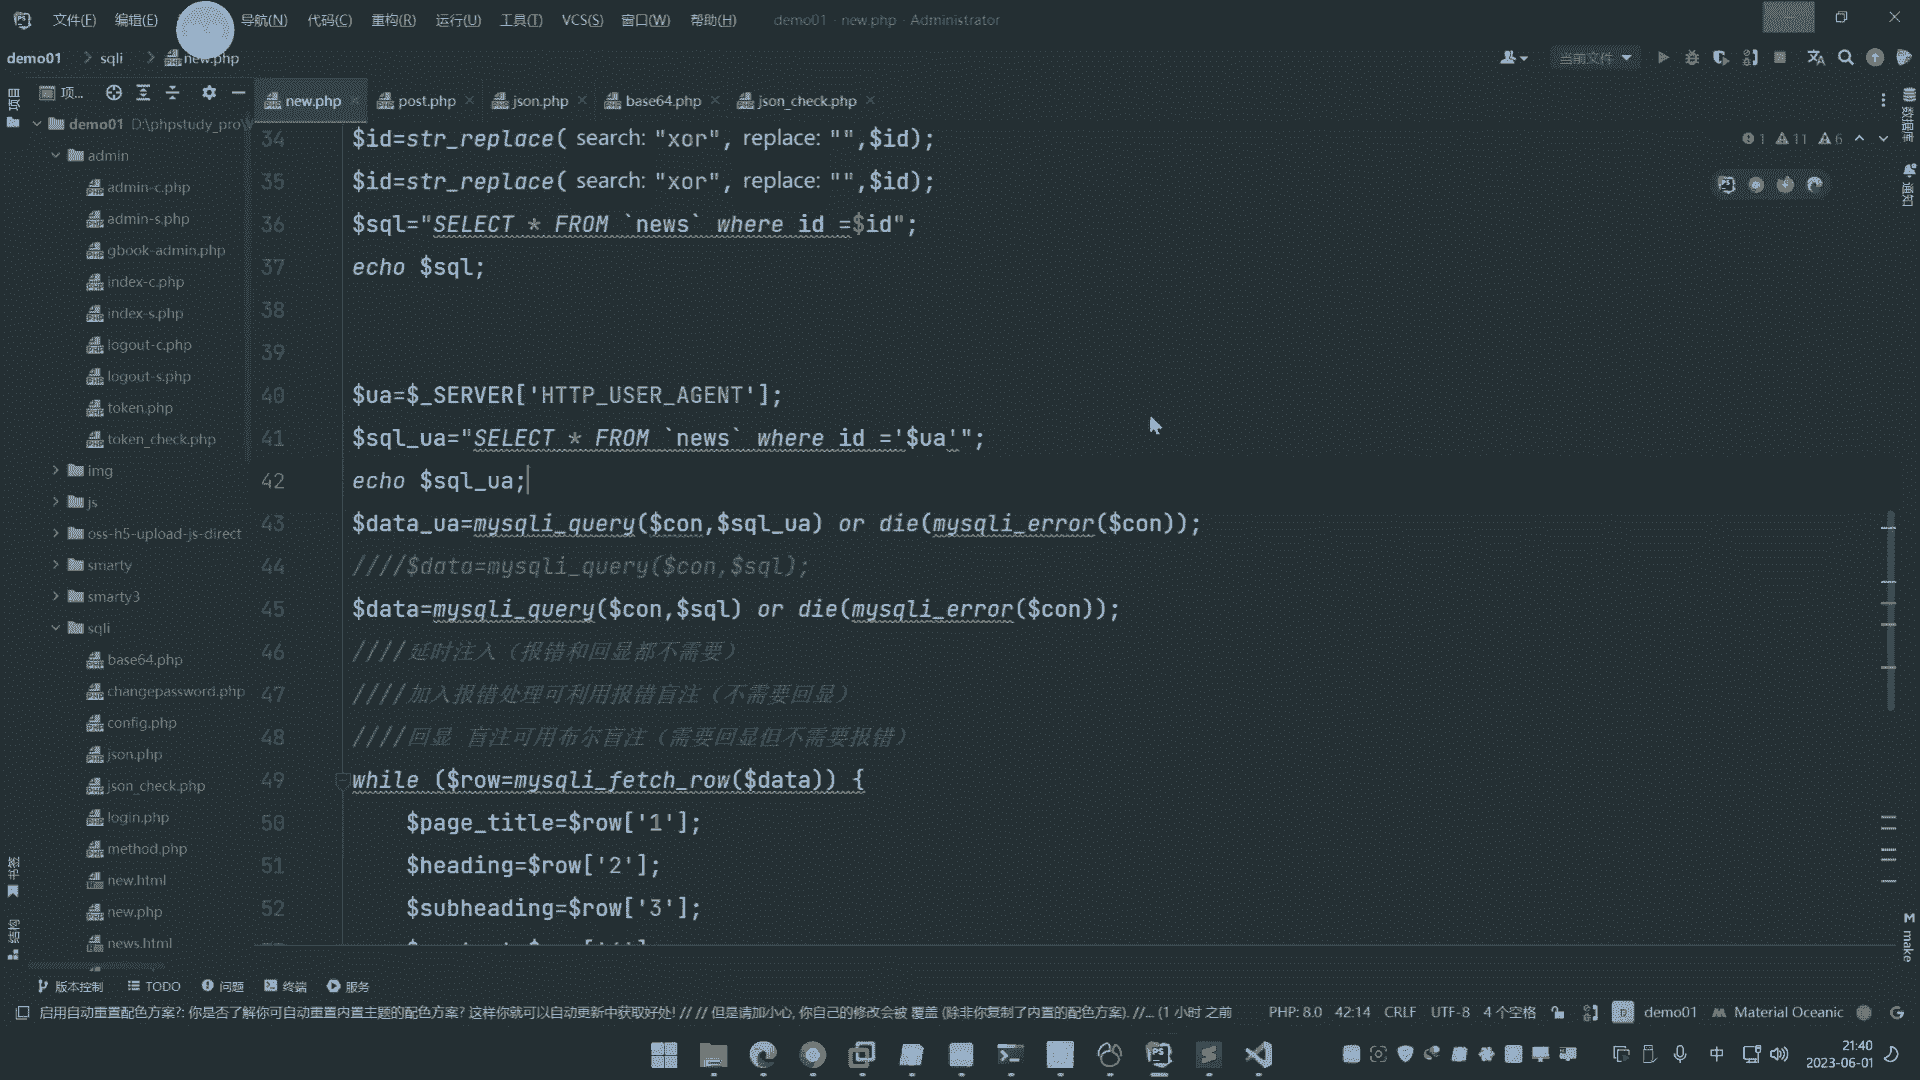 文件(F) 编辑(E) 导航(N) 代码(C) 重构(R) 运行(U) 工具(T) VCS(S) 窗口(W) 帮助(H) demo01 - new.php - Administrator
demo01 > sqli > new.php
当前文件
项目
项...
new.php
post.php
json.php
base64.php
json_check.php
数据库
通知
demo01 D:\phpstudy_pro\W
admin
admin-c.php
admin-s.php
gbook-admin.php
index-c.php
index-s.php
logout-c.php
logout-s.php
token.php
token_check.php
img
js
oss-h5-upload-js-direct
smarty
smarty3
sqli
base64.php
changepassword.php
config.php
json.php
json_check.php
login.php
method.php
new.html
new.php
news.html
1 11 6
34 $id=str_replace( search: "xor", replace: "",$id);
35 $id=str_replace( search: "xor", replace: "",$id);
36 $sql="SELECT * FROM `news` where id =$id";
37 echo $sql;
38
39
40 $ua=$_SERVER['HTTP_USER_AGENT'];
41 $sql_ua="SELECT * FROM `news` where id ='$ua'";
42 echo $sql_ua;
43 $data_ua=mysqli_query($con,$sql_ua) or die(mysqli_error($con));
44 ////$data=mysqli_query($con,$sql);
45 $data=mysqli_query($con,$sql) or die(mysqli_error($con));
46 ////延时注入（报错和回显都不需要）
47 ////加入报错处理可利用报错盲注（不需要回显）
48 ////回显 盲注可用布尔盲注（需要回显但不需要报错）
49 while ($row=mysqli_fetch_row($data)) {
50 $page_title=$row['1'];
51 $heading=$row['2'];
52 $subheading=$row['3'];
书签
结构
M make
版本控制 TODO 问题 终端 服务
启用自动重置配色方案?: 你是否了解你可自动重置内置主题的配色方案? 这样你就可以自动更新中获取好处! // // 但是请加小心, 你自己的修改会被 覆盖 (除非你复制了内置的配色方案). //... (1 小时 之前 PHP: 8.0 42:14 CRLF UTF-8 4 个空格 demo01 Material Oceanic
中
21:40
2023-06-01